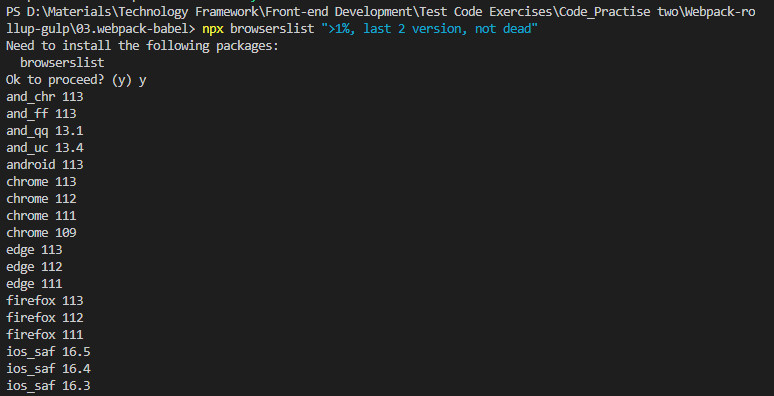 PS D:\Materials\Technology Framework\Front-end Development\Test Code Exercises\Code_Practise two\Webpack-ro
llup-gulp\03.webpack-babel> npx browserslist ">1%, last 2 version, not dead"
Need to install the following packages:
  browserslist
Ok to proceed? (y) y
and_chr 113
and_ff 113
and_qq 13.1
and_uc 13.4
android 113
chrome 113
chrome 112
chrome 111
chrome 109
edge 113
edge 112
edge 111
firefox 113
firefox 112
firefox 111
ios_saf 16.5
ios_saf 16.4
ios_saf 16.3